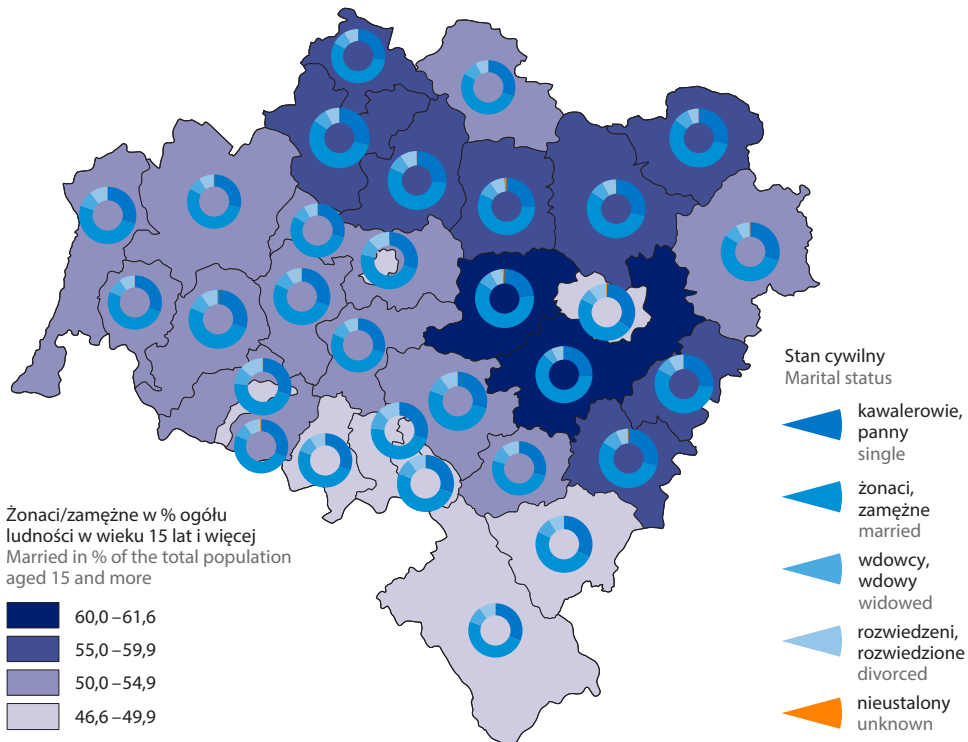 Stan cywilny
Marital status
kawalerowie,
panny
single
żonaci,
zamężne
married
wdowcy,
wdowy
widowed
rozwiedzeni,
rozwiedzione
divorced
nieustalony
unknown
Żonaci/zamężne w % ogółu
ludności w wieku 15 lat i więcej
Married in % of the total population
aged 15 and more
60,0 – 61,6
55,0 – 59,9
50,0 – 54,9
46,6 – 49,9